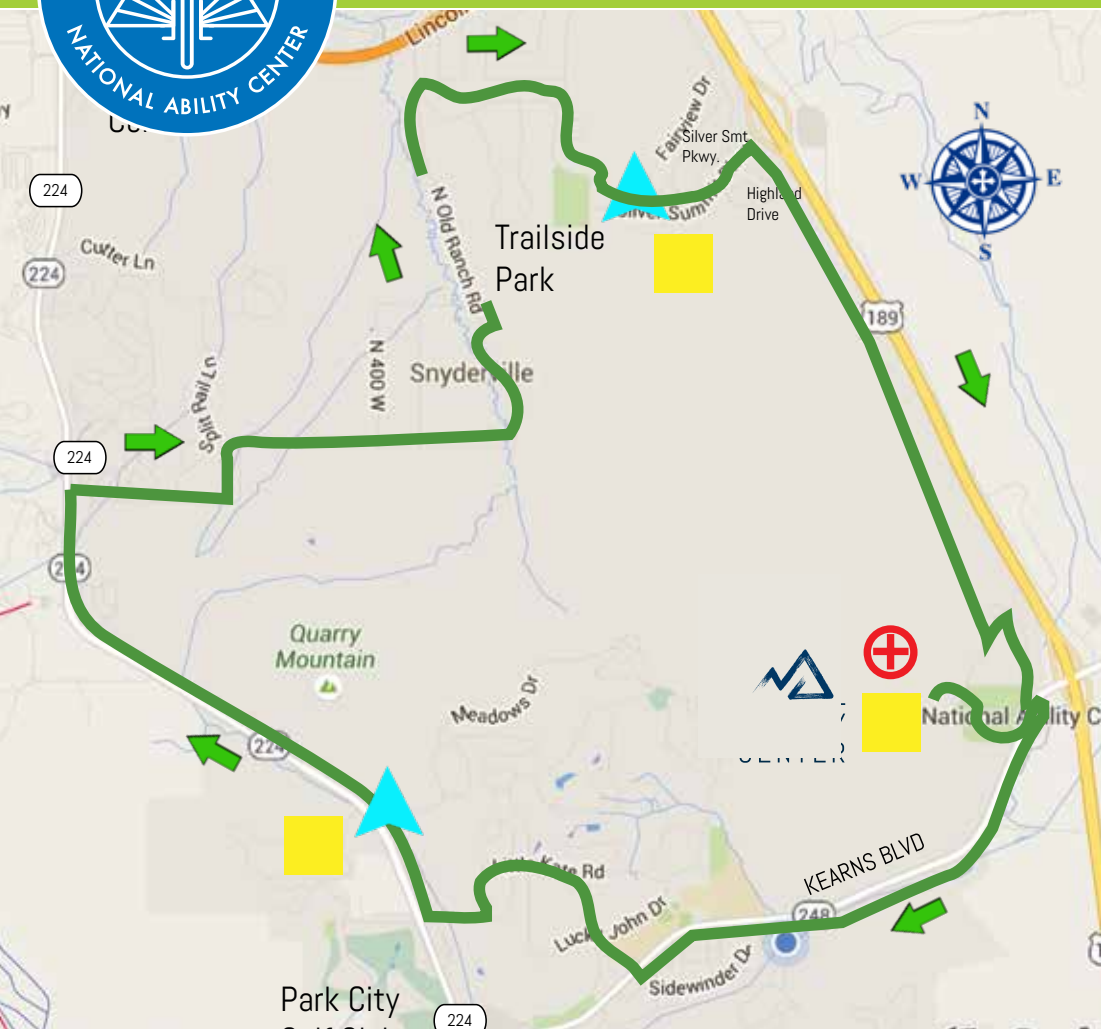 NATIONAL ABILITY CENTER
Lincoln
224
Cutter Ln
224
Split Rail Ln
N Old Ranch Rd
N 400 W
Trailside
Park
Fairview Dr
Silver Smt
Pkwy.
Highland
Drive
N
W
E
S
189
Snyderville
224
224
Quarry
Mountain
Meadows Dr
224
CENTER
National Ability C
Kate Rd
KEARNS BLVD
248
Lucky John Dr
Sidewinder Dr
Park City
224